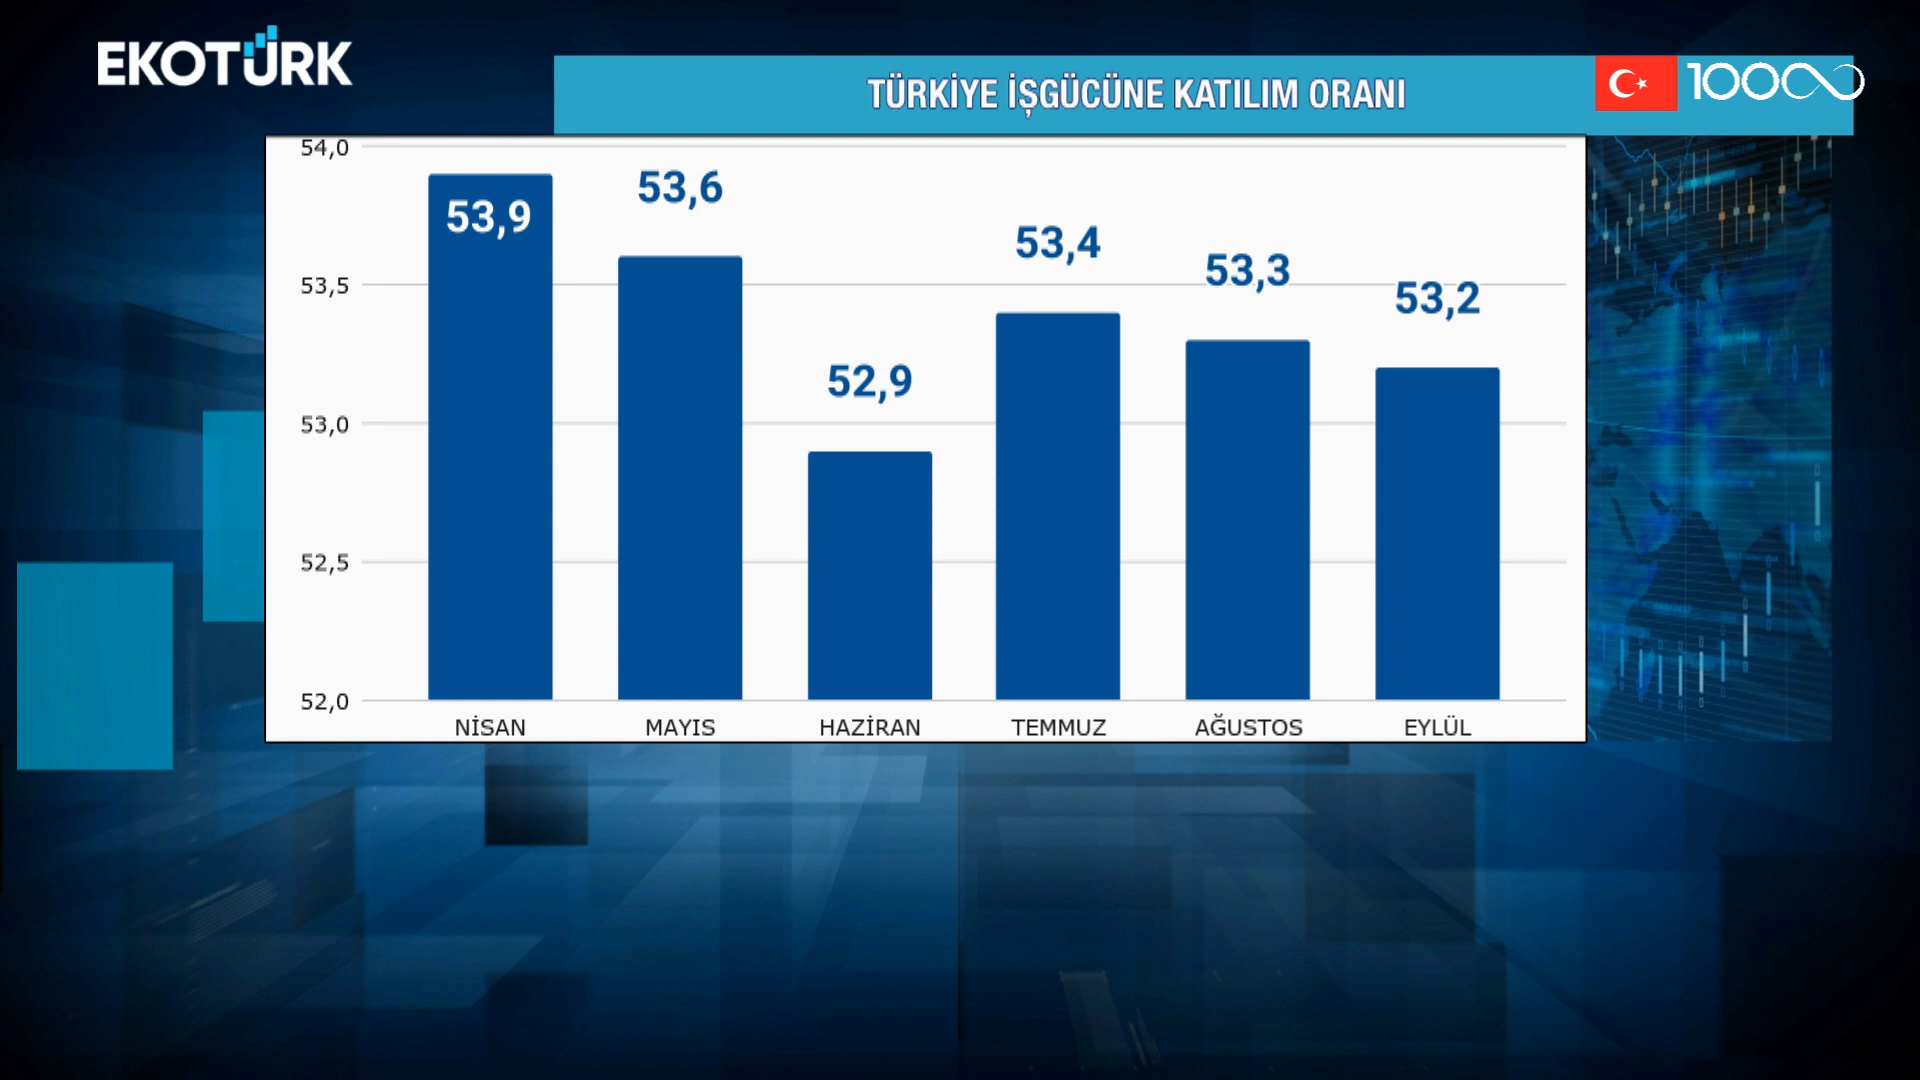 EKOTÜRK
TÜRKİYE İŞGÜCÜNE KATILIM ORANI
100
54,0
53,5
53,0
52,5
52,0
53,9
53,6
52,9
53,4
53,3
53,2
NİSAN
MAYIS
HAZİRAN
TEMMUZ
AĞUSTOS
EYLÜL